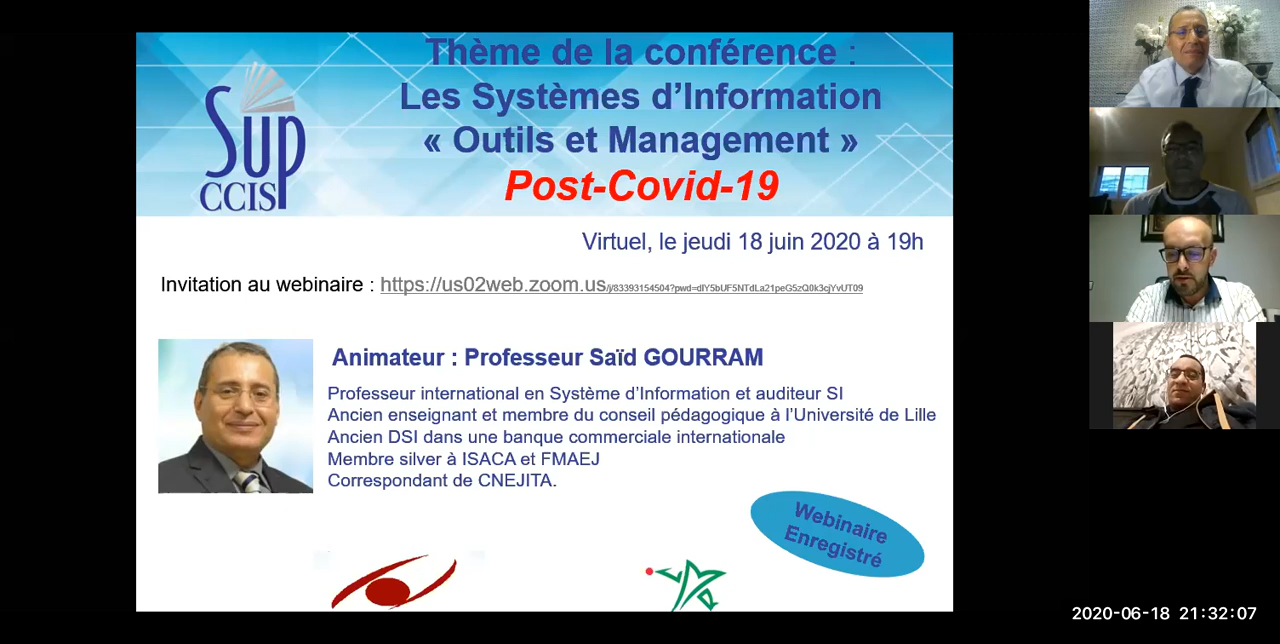 Thème de la conférence :
Les Systèmes d’Information
« Outils et Management »
Post-Covid-19
Sup
CCIS
Virtuel, le jeudi 18 juin 2020 à 19h
Invitation au webinaire : https://us02web.zoom.us/j/83393154504?pwd=dlY5bUF5NTdLa21peG5zQ0k3cjYvUT09
Animateur : Professeur Saïd GOURRAM
Professeur international en Système d’Information et auditeur SI
Ancien enseignant et membre du conseil pédagogique à l’Université de Lille
Ancien DSI dans une banque commerciale internationale
Membre silver à ISACA et FMAEJ
Correspondant de CNEJITA.
Webinaire
Enregistré
2020-06-18 21:32:07